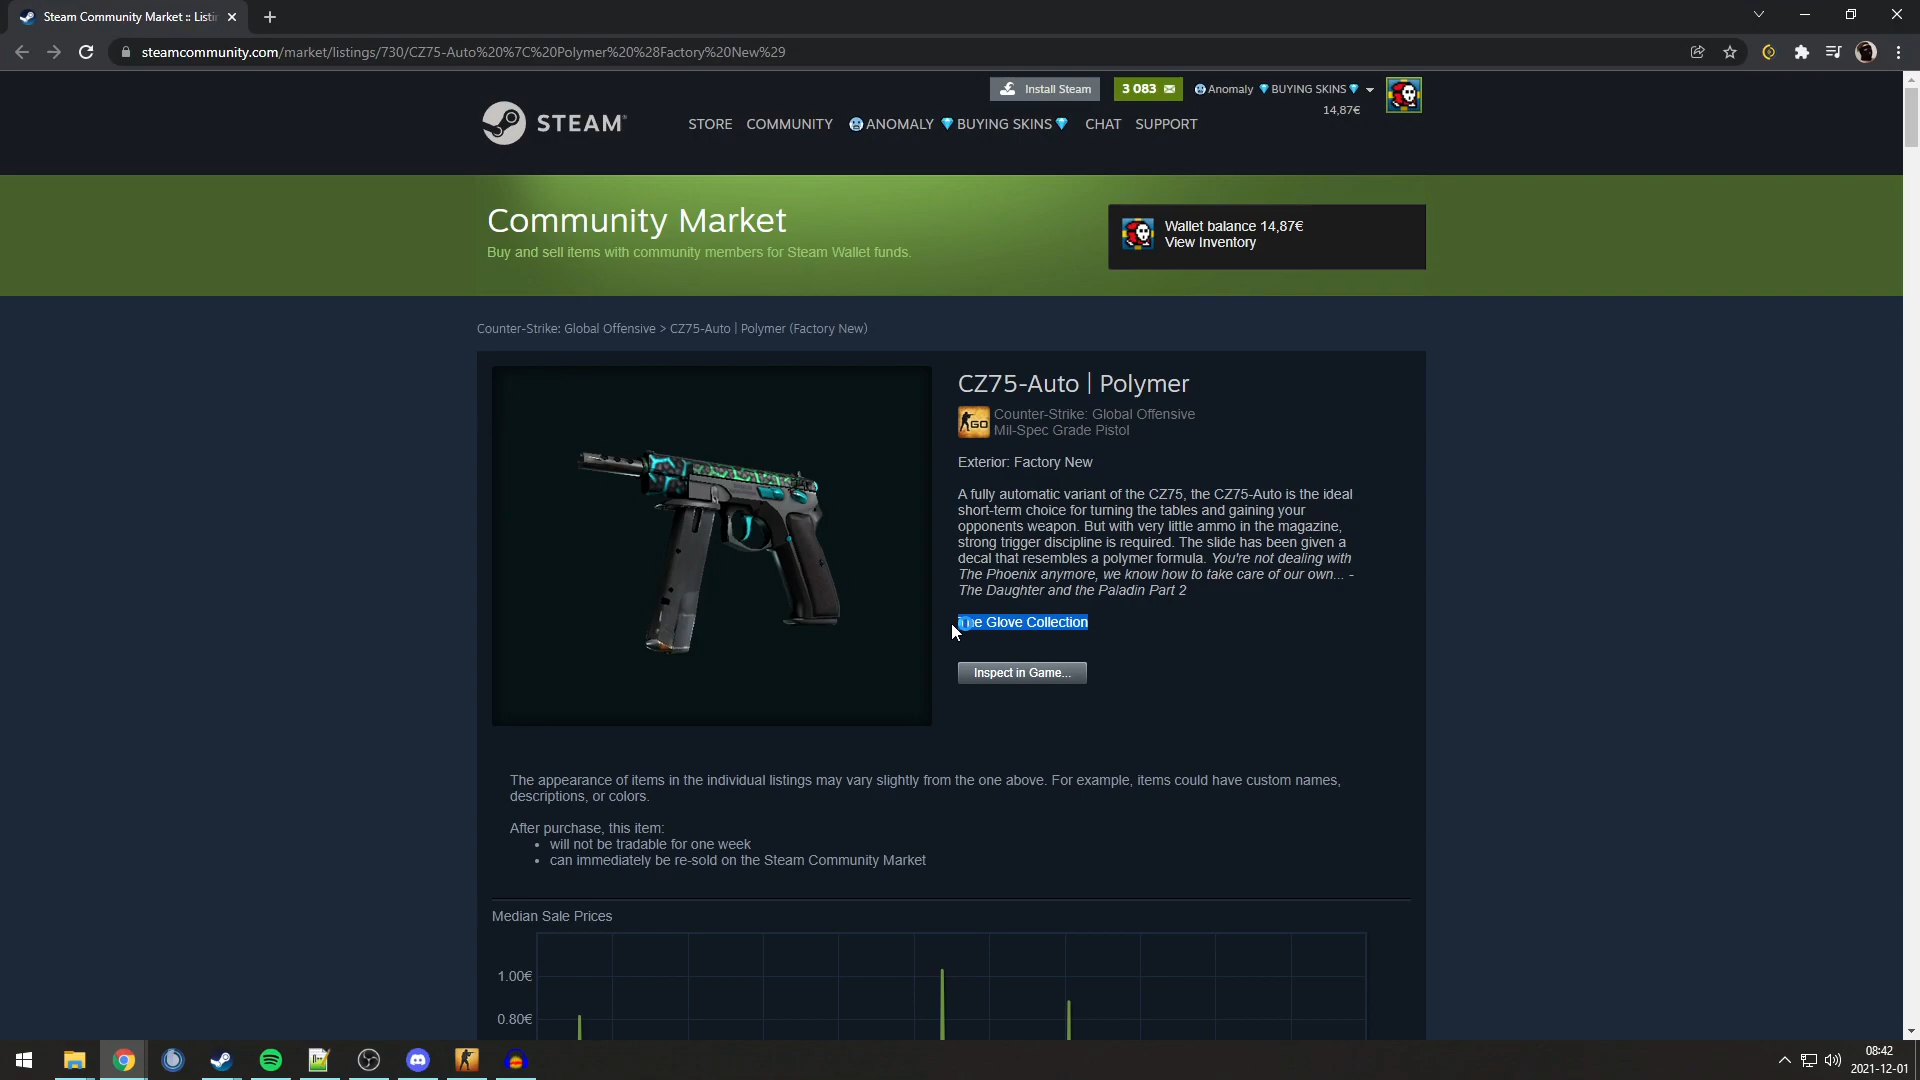 Steam Community Market :: Listin
steamcommunity.com/market/listings/730/CZ75-Auto%20%7C%20Polymer%20%28Factory%20New%29
Install Steam
3 083
Anomaly 💎BUYING SKINS💎
14,87€
STEAM
STORE COMMUNITY 🥶ANOMALY 💎BUYING SKINS💎 CHAT SUPPORT
Community Market
Buy and sell items with community members for Steam Wallet funds.
Wallet balance 14,87€
View Inventory
Counter-Strike: Global Offensive > CZ75-Auto | Polymer (Factory New)
CZ75-Auto | Polymer
GO
Counter-Strike: Global Offensive
Mil-Spec Grade Pistol
Exterior: Factory New
A fully automatic variant of the CZ75, the CZ75-Auto is the ideal
short-term choice for turning the tables and gaining your
opponents weapon. But with very little ammo in the magazine,
strong trigger discipline is required. The slide has been given a
decal that resembles a polymer formula. You're not dealing with
The Phoenix anymore, we know how to take care of our own... -
The Daughter and the Paladin Part 2
The Glove Collection
Inspect in Game...
The appearance of items in the individual listings may vary slightly from the one above. For example, items could have custom names,
descriptions, or colors.
After purchase, this item:
• will not be tradable for one week
• can immediately be re-sold on the Steam Community Market
Median Sale Prices
1.00€
0.80€
08:42
2021-12-01